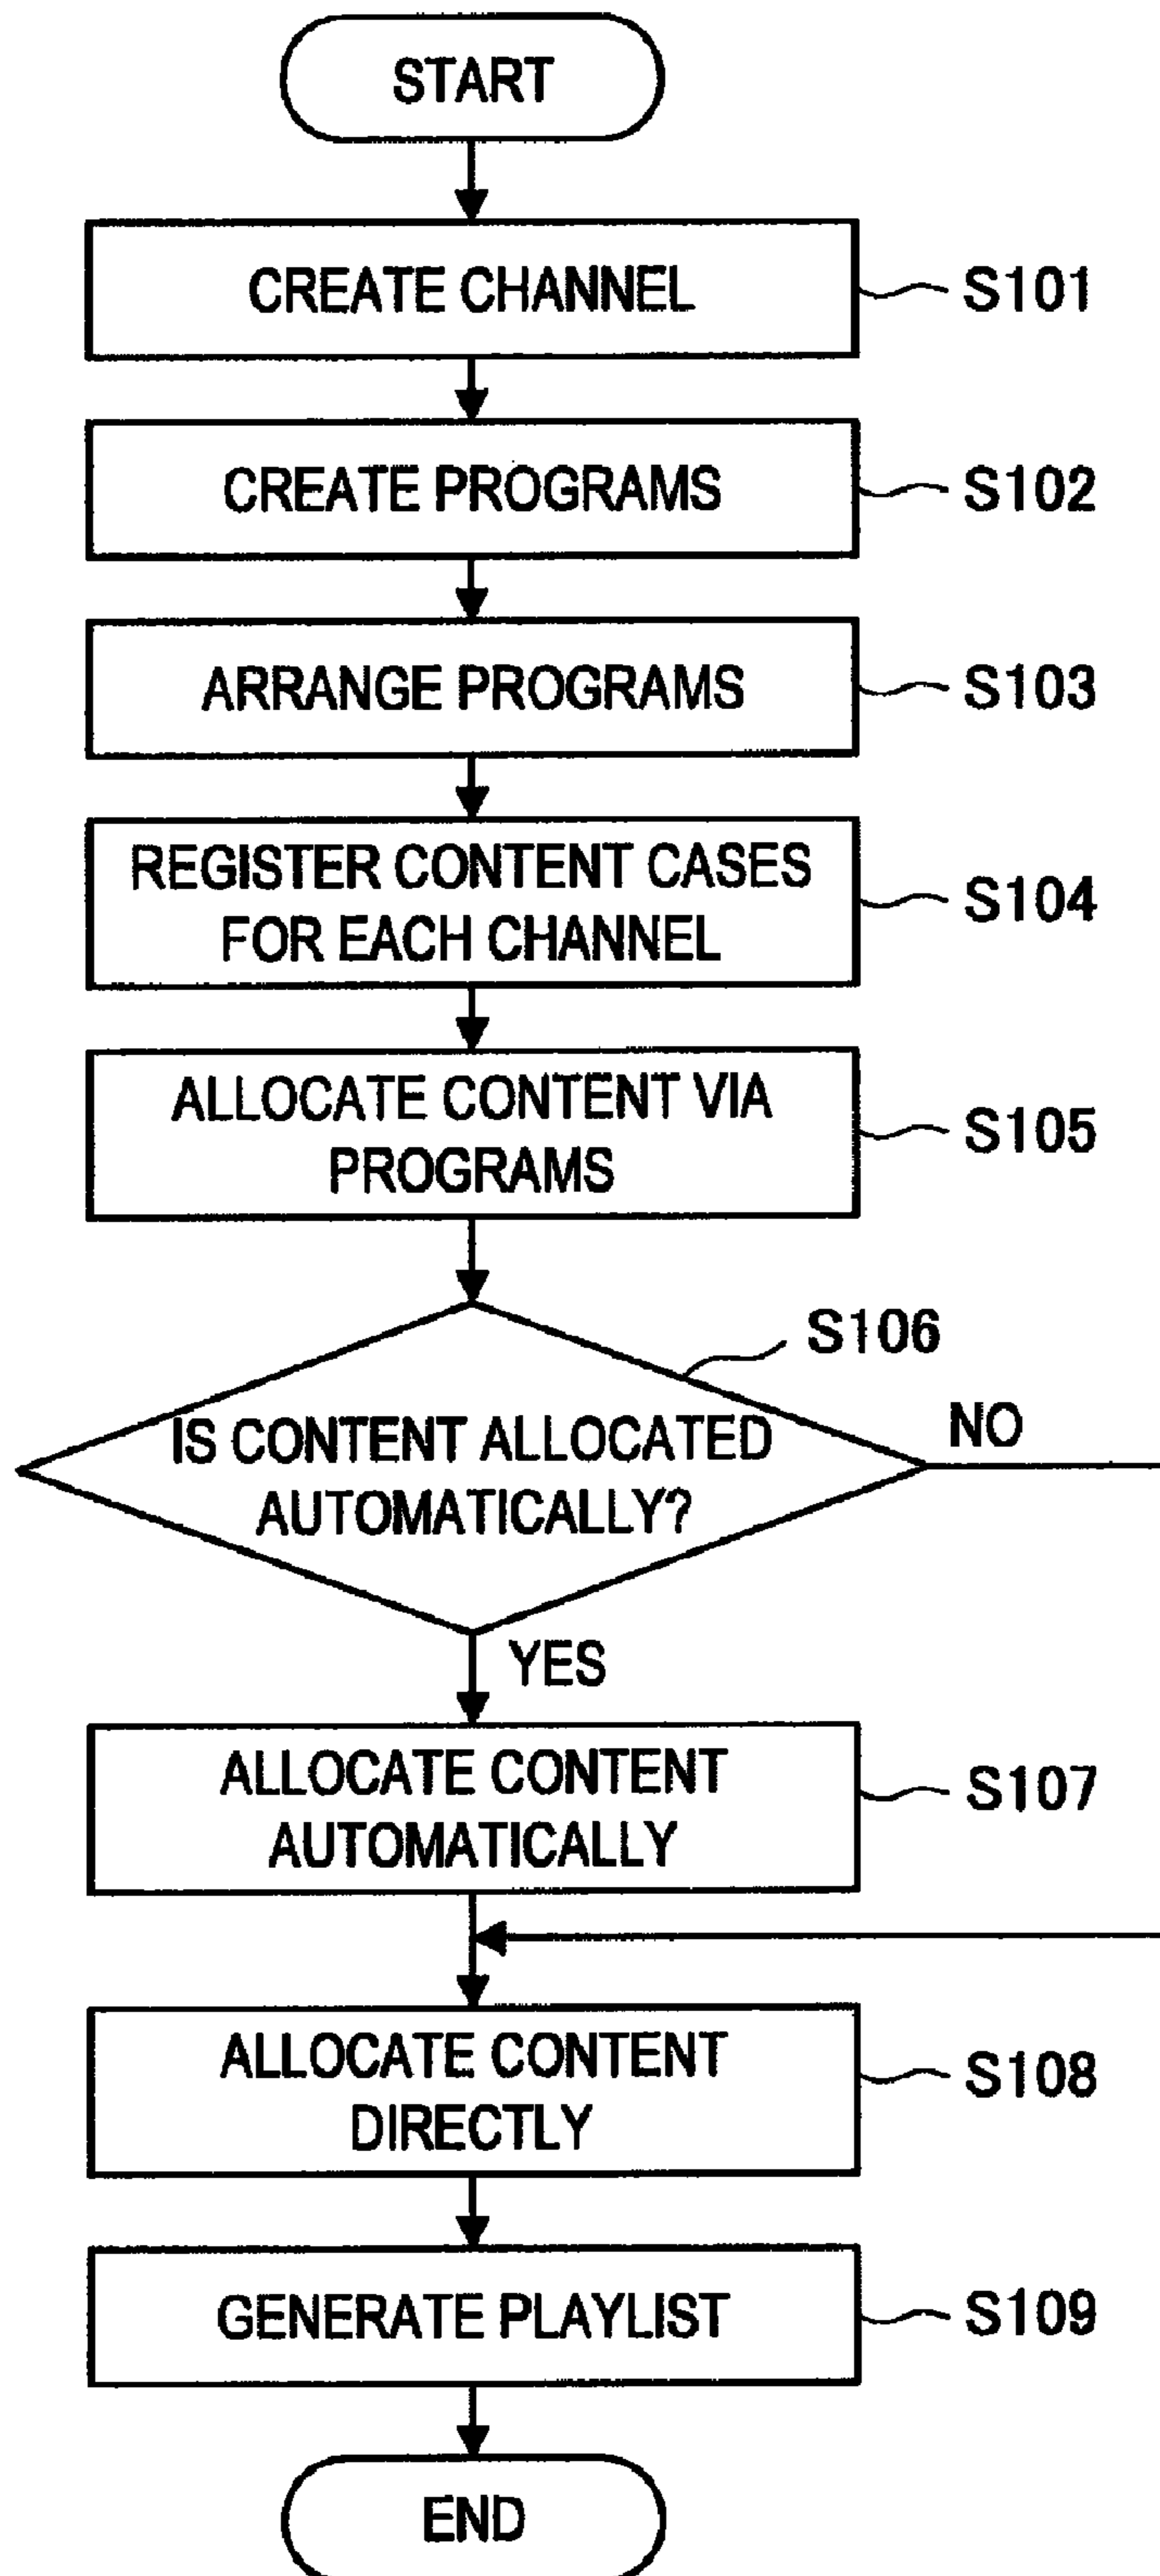 START
CREATE CHANNEL
S101
CREATE PROGRAMS
S102
ARRANGE PROGRAMS
S103
REGISTER CONTENT CASES
FOR EACH CHANNEL
S104
ALLOCATE CONTENT VIA
PROGRAMS
S105
S106
IS CONTENT ALLOCATED
AUTOMATICALLY?
NO
YES
ALLOCATE CONTENT
AUTOMATICALLY
S107
ALLOCATE CONTENT
DIRECTLY
S108
GENERATE PLAYLIST
S109
END